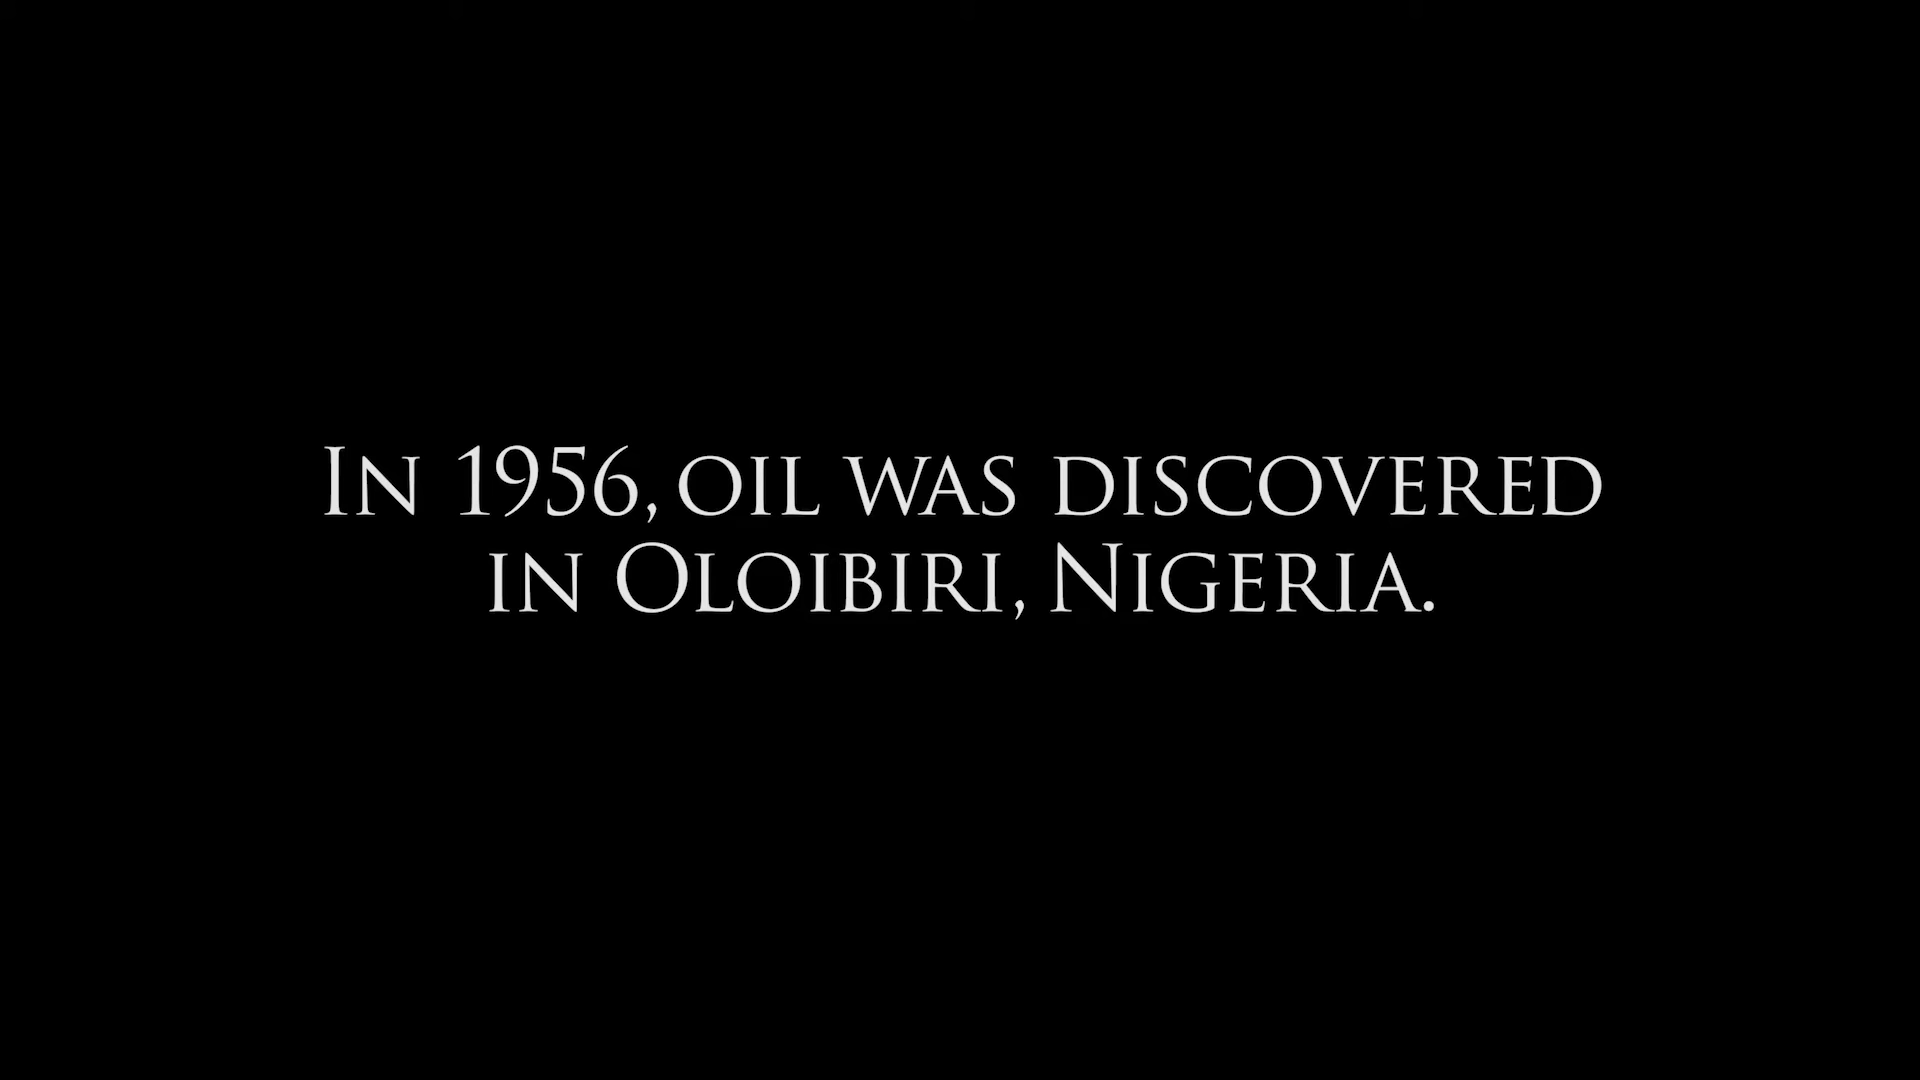 In 1956, oil was discovered
in Oloibiri, Nigeria.